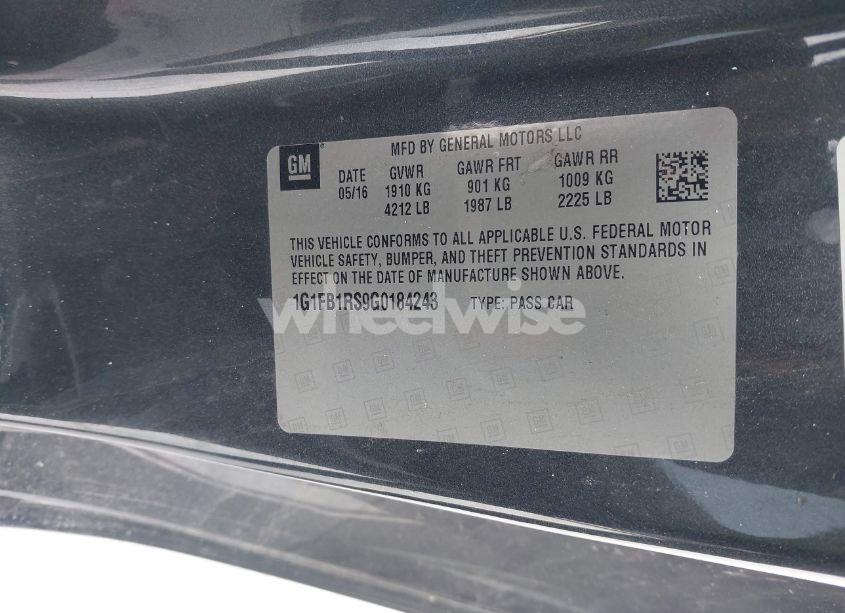 GM
MFD BY GENERAL MOTORS LLC
DATE GVWR GAWR FRT GAWR RR
05/16 1910 KG 901 KG 1009 KG
4212 LB 1987 LB 2225 LB
THIS VEHICLE CONFORMS TO ALL APPLICABLE U.S. FEDERAL MOTOR
VEHICLE SAFETY, BUMPER, AND THEFT PREVENTION STANDARDS IN
EFFECT ON THE DATE OF MANUFACTURE SHOWN ABOVE.
1G1FB1RS9G0184243 TYPE: PASS CAR
wheelwise